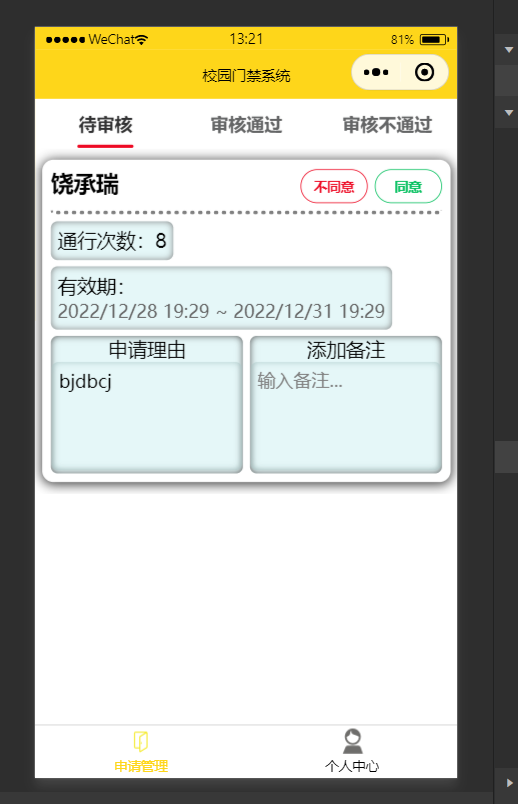 WeChat 13:21 81%
校园门禁系统
待审核 审核通过 审核不通过
饶承瑞 不同意 同意
通行次数：8
有效期：
2022/12/28 19:29 ~ 2022/12/31 19:29
申请理由 添加备注
bjdbcj 输入备注...
申请管理 个人中心